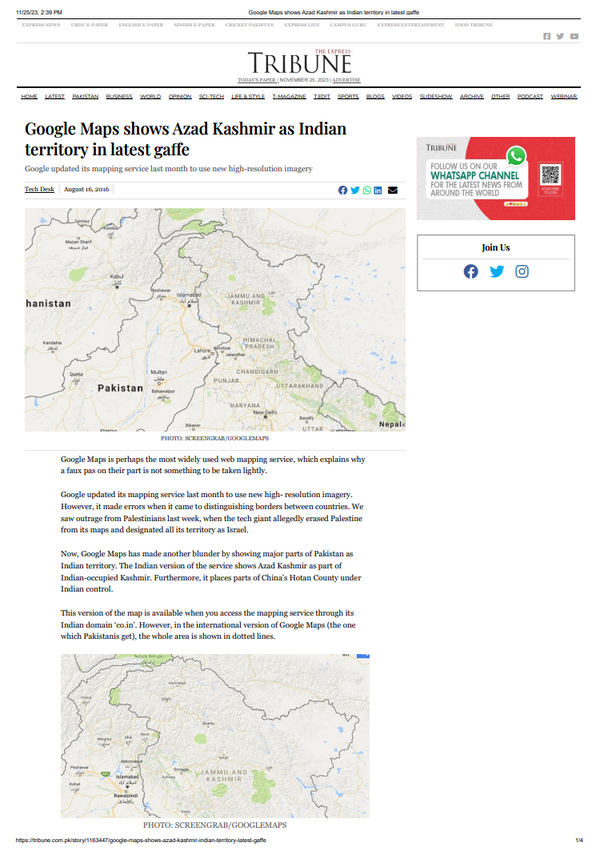 11/25/23, 2:39 PM
Google Maps shows Azad Kashmir as Indian territory in latest gaffe
EXPRESS NEWS URDU E-PAPER ENGLISH E-PAPER SINDHI E-PAPER CRICKET PAKISTAN EXPRESS LIVE CAMPUS GURU EXPRESS ENTERTAINMENT FOOD TRIBUNE
THE EXPRESS
TRIBUNE
TODAY'S PAPER | NOVEMBER 25, 2023 | ADVERTISE
HOME LATEST PAKISTAN BUSINESS WORLD OPINION SCI-TECH LIFE & STYLE T-MAGAZINE T.EDIT SPORTS BLOGS VIDEOS SLIDESHOW ARCHIVE OTHER PODCAST WEBINAR
Google Maps shows Azad Kashmir as Indian
territory in latest gaffe
Google updated its mapping service last month to use new high-resolution imagery
Tech Desk August 16, 2016
TRIBUNE
FOLLOW US ON OUR
WHATSAPP CHANNEL
FOR THE LATEST NEWS FROM
AROUND THE WORLD
Join Us
Mazari Sharif
Kabul
کابل
Peshawar
Islamabad
اسلام آباد
hanistan
JAMMU AND
KASHMIR
Kandahar
HIMACHAL
PRADESH
Lahore
Amritsar
Jalandhar
Quetta
Multan
CHANDIGARH
Pakistan
Bahawalpur
PUNJAB
UTTARAKHAND
HARYANA
New Delhi
Bareilly
Nepal
Bikaner
UTTAR
PHOTO: SCREENGRAB/GOOGLEMAPS
Google Maps is perhaps the most widely used web mapping service, which explains why
a faux pas on their part is not something to be taken lightly.
Google updated its mapping service last month to use new high- resolution imagery.
However, it made errors when it came to distinguishing borders between countries. We
saw outrage from Palestinians last week, when the tech giant allegedly erased Palestine
from its maps and designated all its territory as Israel.
Now, Google Maps has made another blunder by showing major parts of Pakistan as
Indian territory. The Indian version of the service shows Azad Kashmir as part of
Indian-occupied Kashmir. Furthermore, it places parts of China's Hotan County under
Indian control.
This version of the map is available when you access the mapping service through its
Indian domain 'co.in'. However, in the international version of Google Maps (the one
which Pakistanis get), the whole area is shown in dotted lines.
Nature Refuge
Peshawar
Islamabad
اسلام آباد
Rawalpindi
JAMMU AND
KASHMIR
PHOTO: SCREENGRAB/GOOGLEMAPS
https://tribune.com.pk/story/1163447/google-maps-shows-azad-kashmir-indian-territory-latest-gaffe
1/4